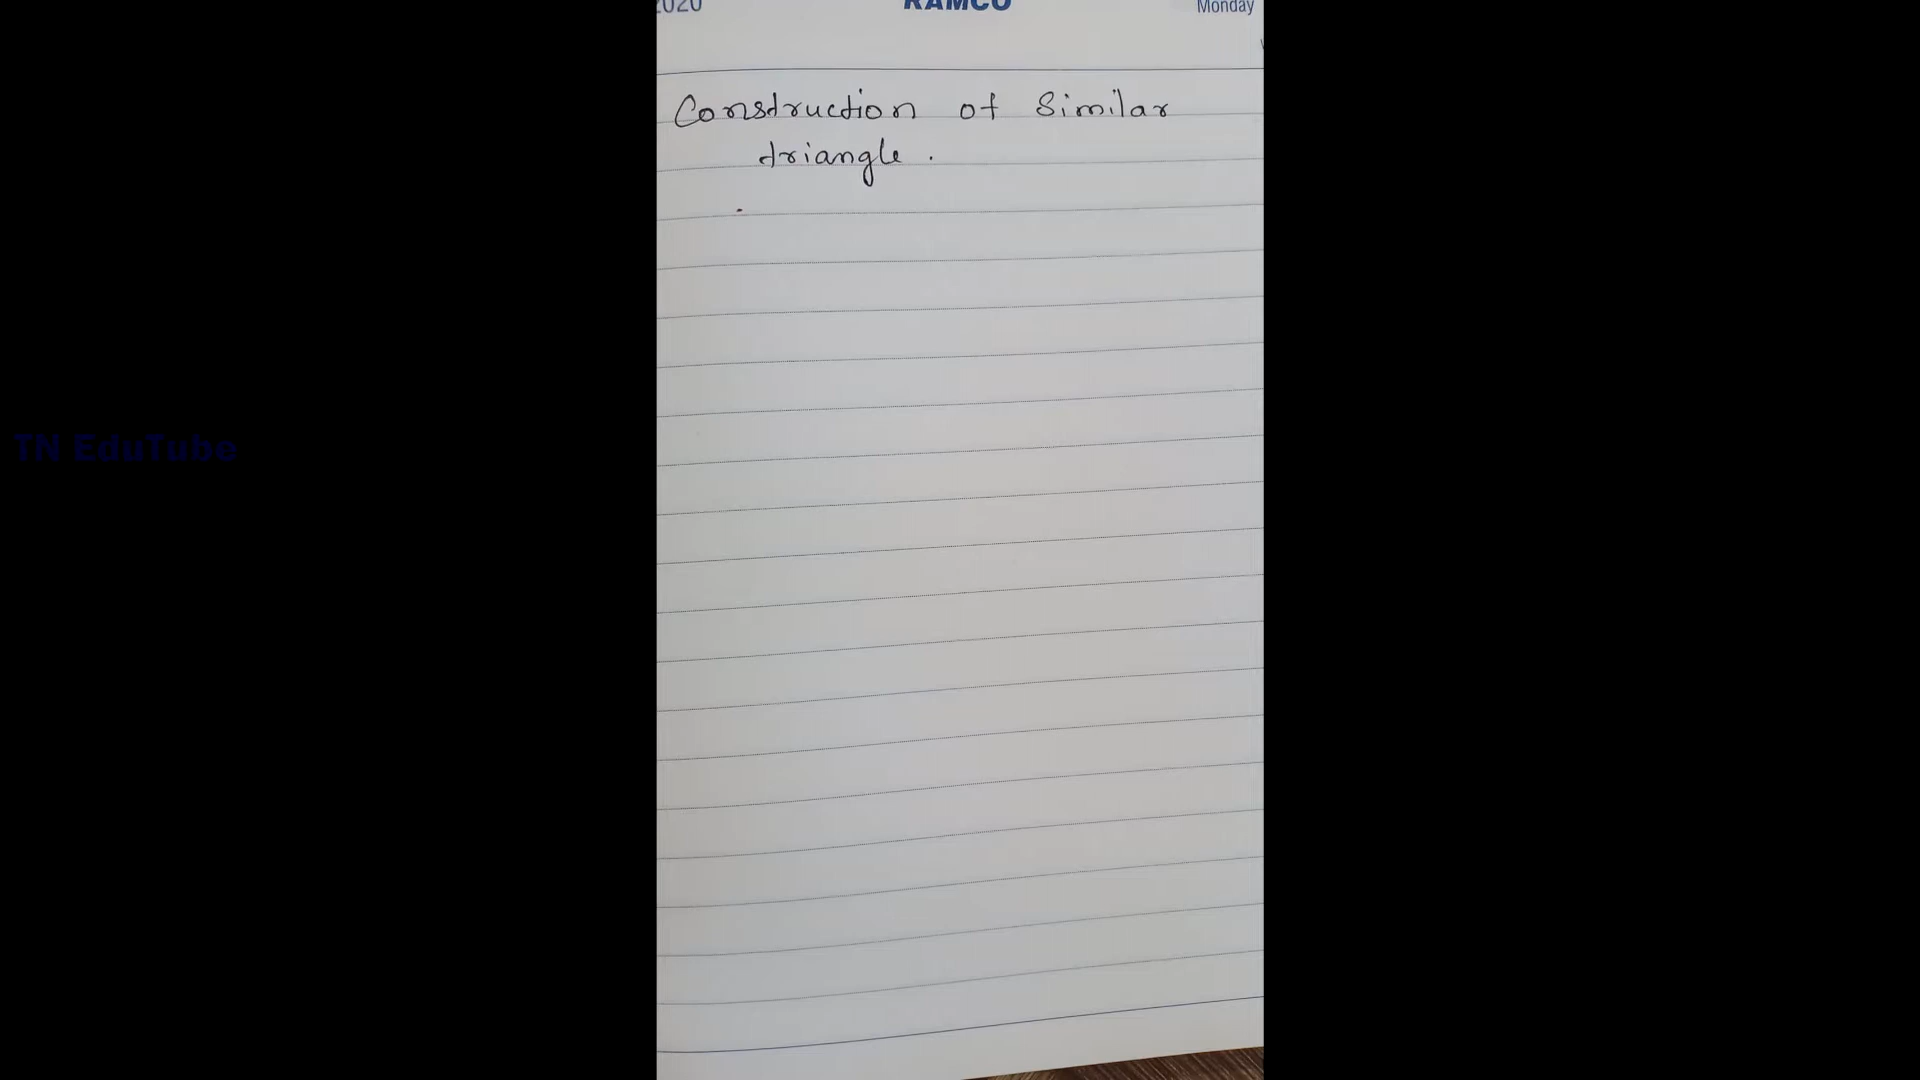 2020 RAMCO Monday
Construction of Similar
triangle .
TN EduTube